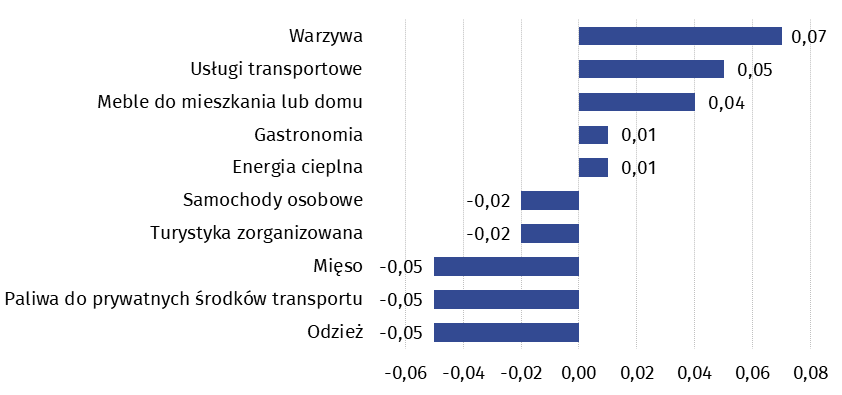 Warzywa 0,07
Usługi transportowe 0,05
Meble do mieszkania lub domu 0,04
Gastronomia 0,01
Energia cieplna 0,01
Samochody osobowe -0,02
Turystyka zorganizowana -0,02
Mięso -0,05
Paliwa do prywatnych środków transportu -0,05
Odzież -0,05
-0,06 -0,04 -0,02 0,00 0,02 0,04 0,06 0,08